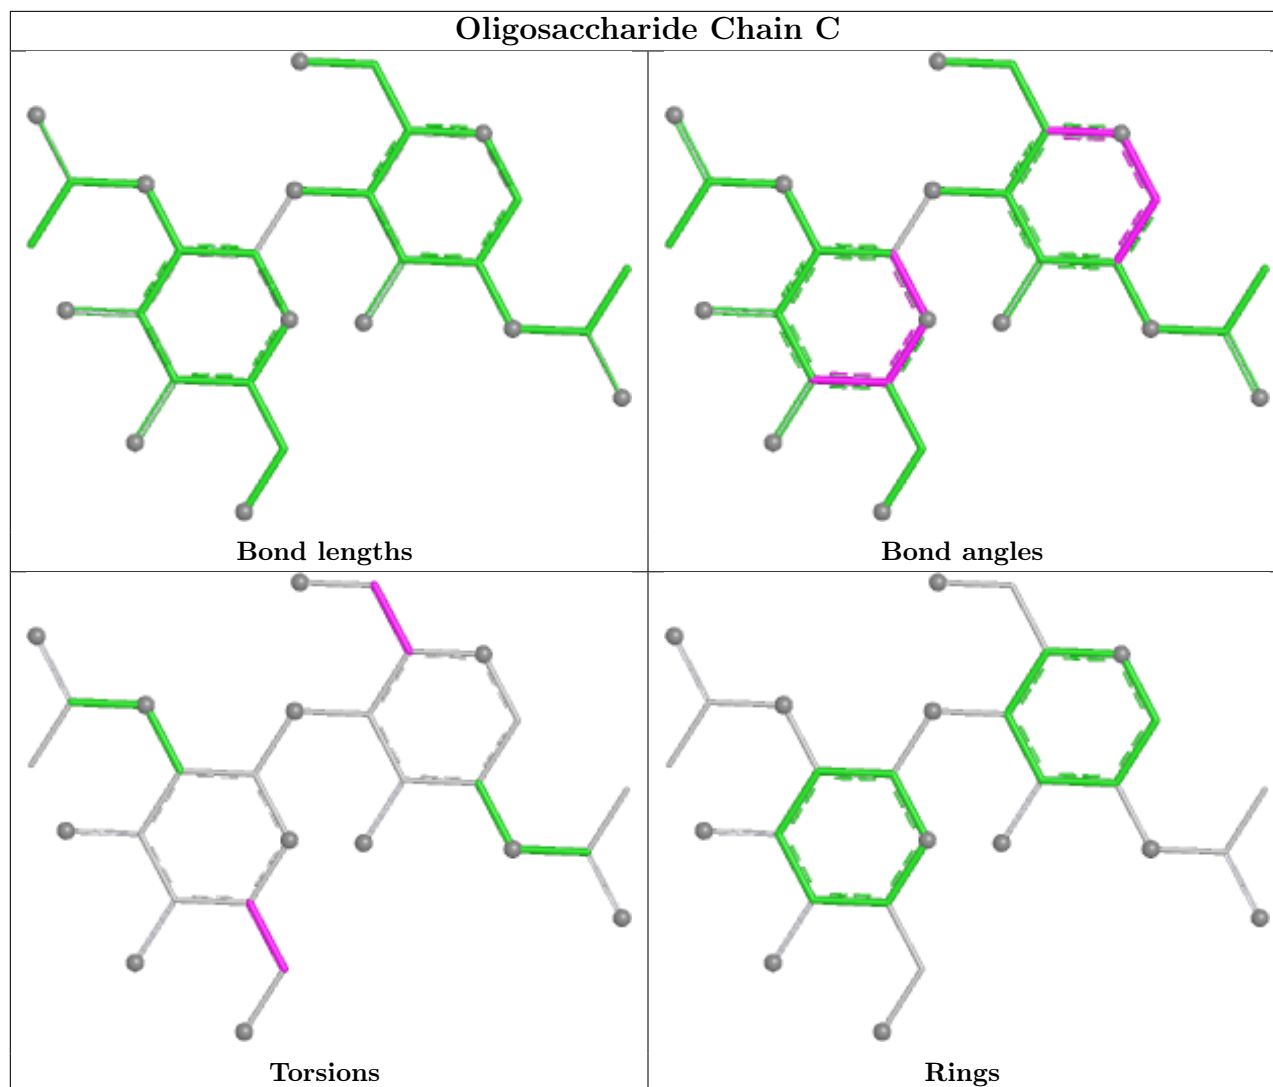 Oligosaccharide Chain C
Bond lengths
Bond angles
Torsions
Rings